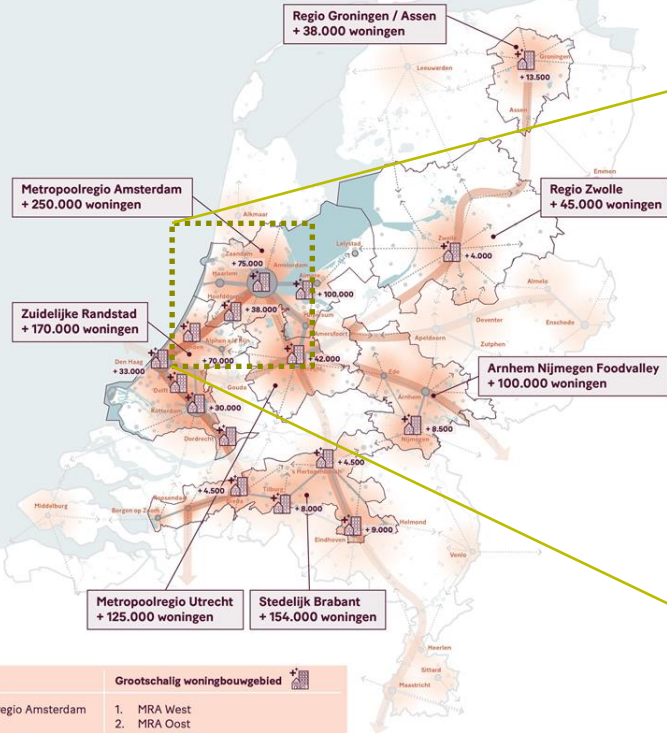 Regio Groningen / Assen
+ 38.000 woningen
Groningen
+ 13.500
Leeuwarden
Assen
Emmen
Metropoolregio Amsterdam
+ 250.000 woningen
Regio Zwolle
+ 45.000 woningen
Alkmaar
Zaandam
+ 75.000
Amsterdam
Haarlem
Lelystad
Zwolle
+ 4.000
Almere
+ 100.000
Almelo
Hoofddorp
+ 38.000
Hilversum
Deventer
Enschede
Zuidelijke Randstad
+ 170.000 woningen
Amersfoort
Apeldoorn
Zutphen
Leiden
Alphen a/d Rijn
+ 70.000
+ 42.000
Den Haag
+ 33.000
Ede
Arnhem Nijmegen Foodvalley
+ 100.000 woningen
Delft
Gouda
Arnhem
Rotterdam
+ 30.000
+ 8.500
Nijmegen
Dordrecht
+ 4.500
's Hertogenbosch
+ 4.500
Tilburg
Breda
Roosendaal
Middelburg
Bergen op Zoom
+ 8.000
+ 9.000
Helmond
Eindhoven
Venlo
Metropoolregio Utrecht
+ 125.000 woningen
Stedelijk Brabant
+ 154.000 woningen
Heerlen
Sittard
Maastricht
Grootschalig woningbouwgebied
regio Amsterdam
1. MRA West
2. MRA Oost